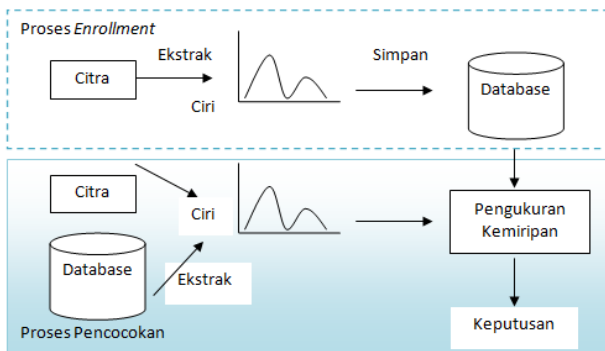 Proses Enrollment
Citra
Ekstrak
Ciri
Simpan
Database
Citra
Ciri
Database
Ekstrak
Pengukuran
Kemiripan
Keputusan
Proses Pencocokan